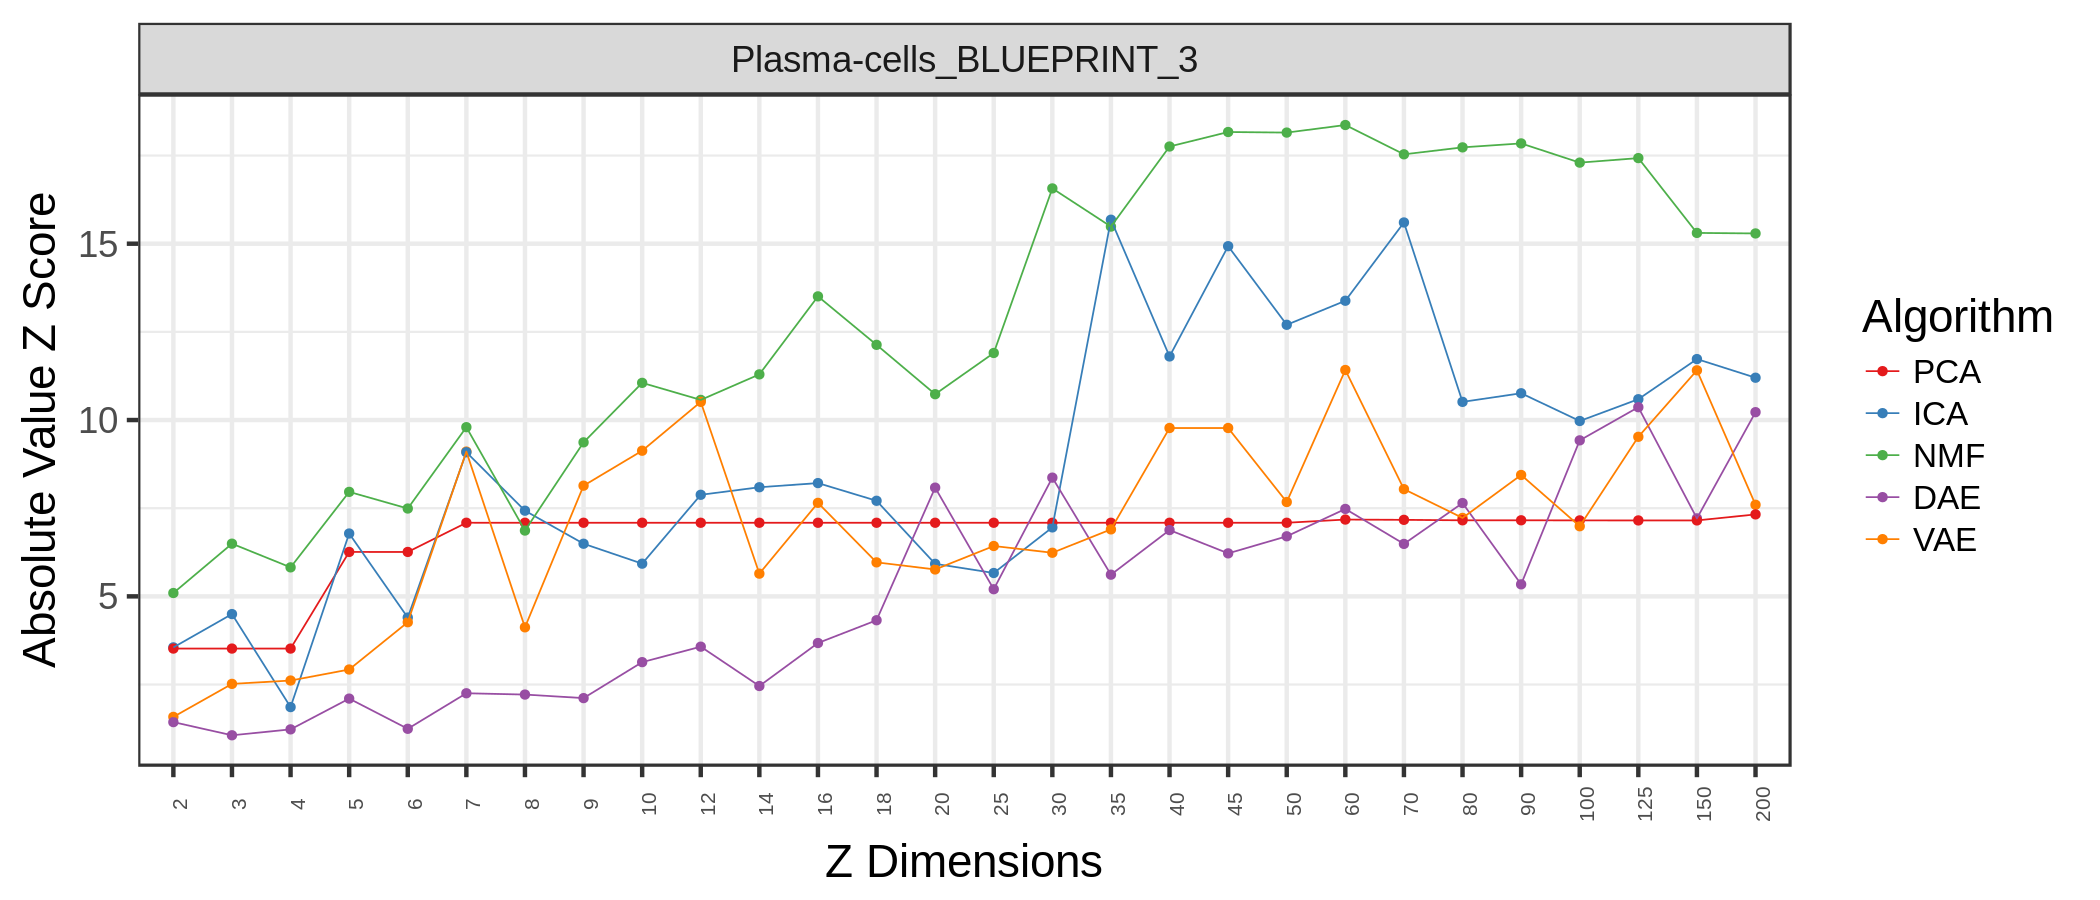 Plasma-cells_BLUEPRINT_3
Absolute Value Z Score
15
10
5
2 3 4 5 6 7 8 9 10 12 14 16 18 20 25 30 35 40 45 50 60 70 80 90 100 125 150 200
Z Dimensions
Algorithm
PCA
ICA
NMF
DAE
VAE